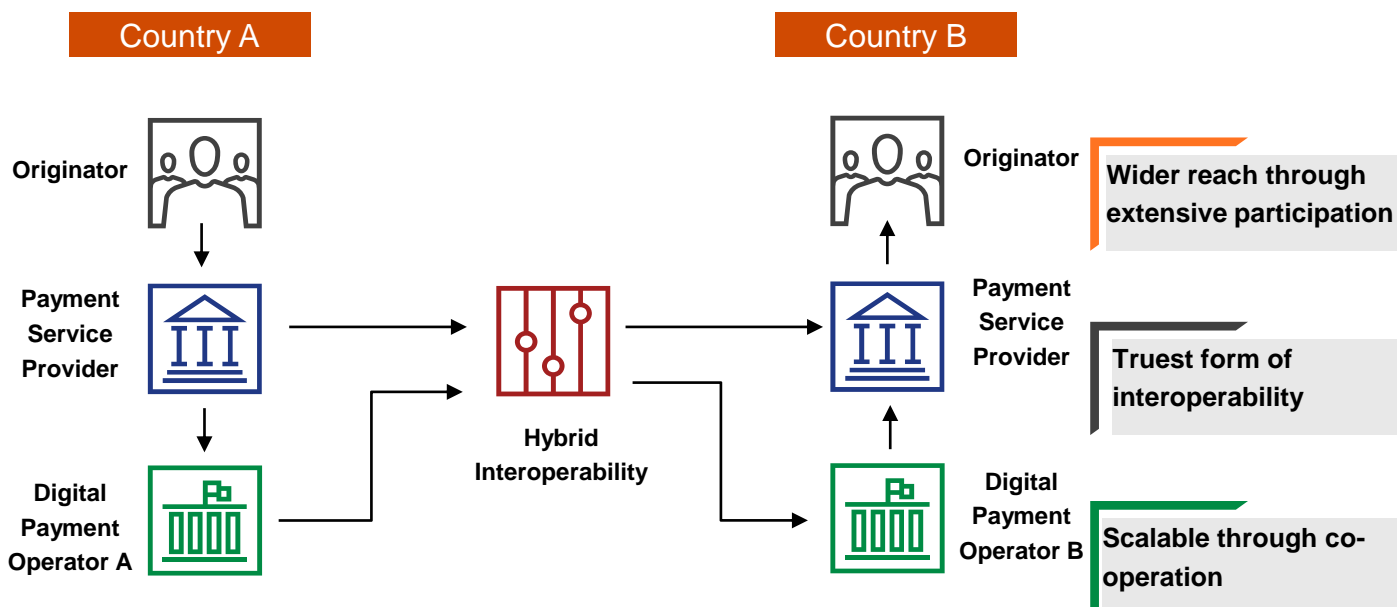 Country A
Country B
Originator
Originator
Wider reach through
extensive participation
Payment
Service
Provider
Payment
Service
Provider
Truest form of
interoperability
Hybrid
Interoperability
Digital
Payment
Operator A
Digital
Payment
Operator B
Scalable through co-
operation